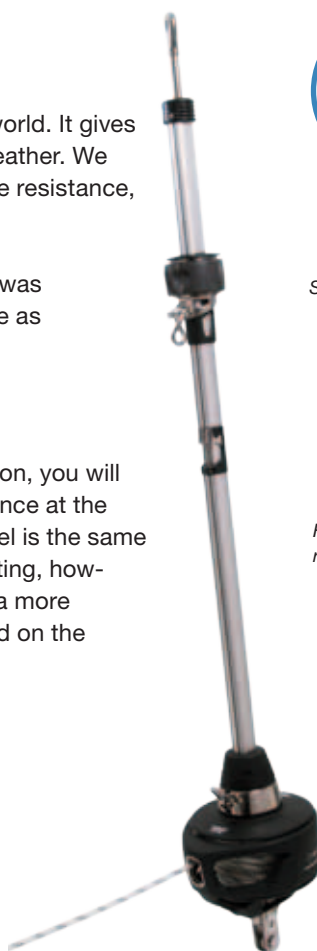 world. It gives
eather. We
e resistance,
was
e as
on, you will
nce at the
el is the same
ting, how-
a more
d on the
S
r